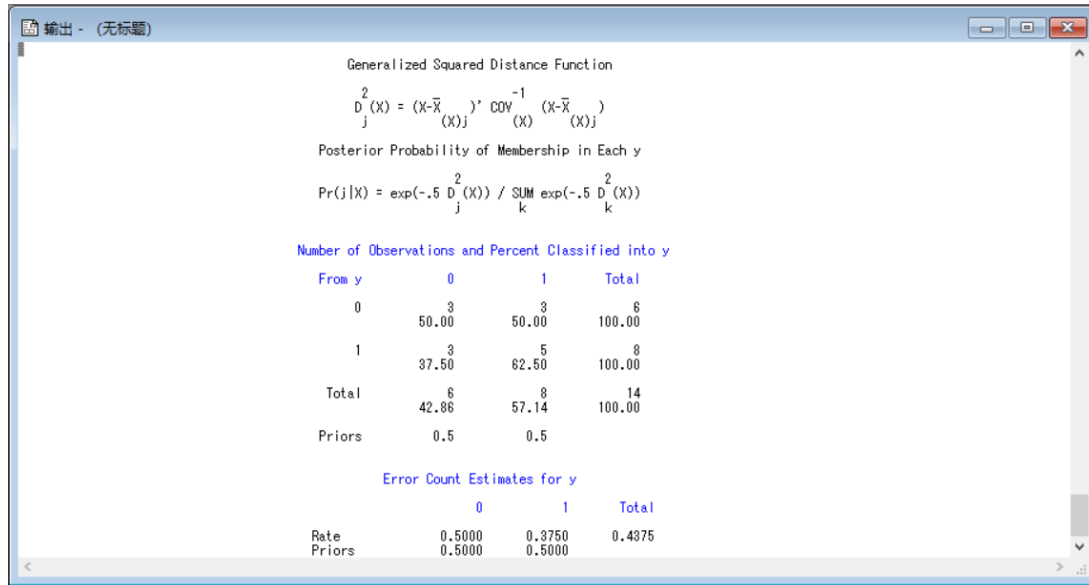 输出 - (无标题)
Generalized Squared Distance Function
2 -1
D (X) = (X-X̅ )' COV (X-X̅ )
j (X)j (X) (X)j
Posterior Probability of Membership in Each y
2 2
Pr(j|X) = exp(-.5 D (X)) / SUM exp(-.5 D (X))
j k k
Number of Observations and Percent Classified into y
From y 0 1 Total
0 3 3 6
50.00 50.00 100.00
1 3 5 8
37.50 62.50 100.00
Total 6 8 14
42.86 57.14 100.00
Priors 0.5 0.5
Error Count Estimates for y
0 1 Total
Rate 0.5000 0.3750 0.4375
Priors 0.5000 0.5000